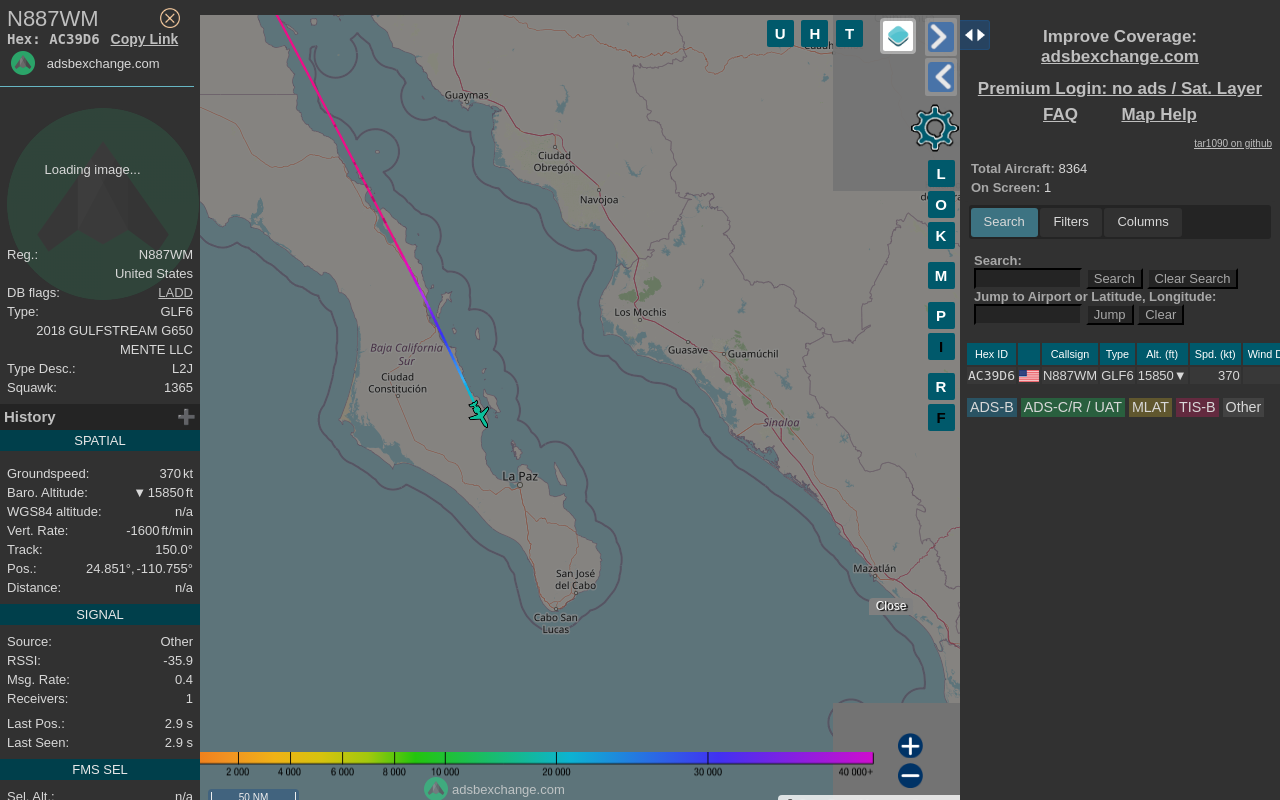 N887WM
Hex: AC39D6 Copy Link
adsbexchange.com
Loading image...
Reg.: N887WM
United States
DB flags: LADD
Type: GLF6
2018 GULFSTREAM G650
MENTE LLC
Type Desc.: L2J
Squawk: 1365
History
SPATIAL
Groundspeed: 370 kt
Baro. Altitude: ▼ 15850 ft
WGS84 altitude: n/a
Vert. Rate: -1600 ft/min
Track: 150.0°
Pos.: 24.851°, -110.755°
Distance: n/a
SIGNAL
Source: Other
RSSI: -35.9
Msg. Rate: 0.4
Receivers: 1
Last Pos.: 2.9 s
Last Seen: 2.9 s
FMS SEL
Sel. Alt.: n/a
U H T
Guaymas
Ciudad
Obregón
Navojoa
Los Mochis
Guasave
Guamúchil
Baja California
Sur
Ciudad
Constitución
Sinaloa
La Paz
San José
del Cabo
Cabo San
Lucas
Mazatlán
Close
L
O
K
M
P
I
R
F
2 000 4 000 6 000 8 000 10 000 20 000 30 000 40 000+
adsbexchange.com
50 NM
Improve Coverage:
adsbexchange.com
Premium Login: no ads / Sat. Layer
FAQ Map Help
tar1090 on github
Total Aircraft: 8364
On Screen: 1
Search Filters Columns
Search:
Search Clear Search
Jump to Airport or Latitude, Longitude:
Jump Clear
Hex ID Callsign Type Alt. (ft) Spd. (kt) Wind D
AC39D6 N887WM GLF6 15850▼ 370
ADS-B ADS-C/R / UAT MLAT TIS-B Other